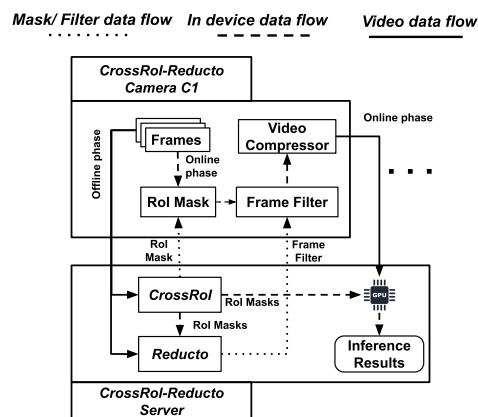 Mask/ Filter data flow
In device data flow
Video data flow
CrossRoI-Reducto
Camera C1
Frames
Video
Compressor
Online phase
Offline phase
Online
phase
RoI Mask
Frame Filter
RoI
Mask
Frame
Filter
CrossRoI
RoI Masks
GPU
RoI Masks
Reducto
Inference
Results
CrossRoI-Reducto
Server